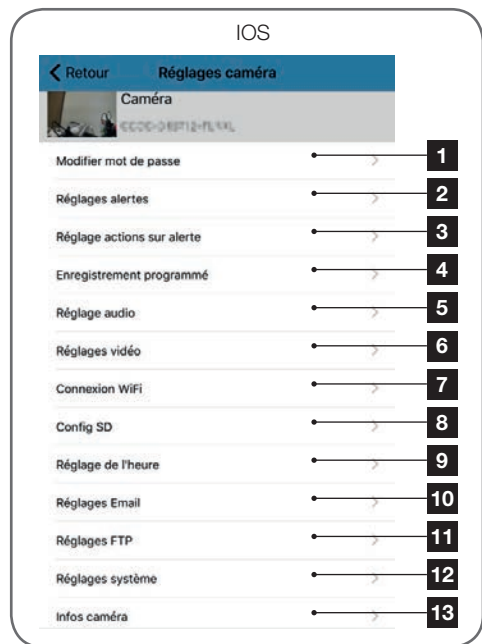 IOS
Retour Réglages caméra
Caméra
Modifier mot de passe 1
Réglages alertes 2
Réglage actions sur alerte 3
Enregistrement programmé 4
Réglage audio 5
Réglages vidéo 6
Connexion WiFi 7
Config SD 8
Réglage de l'heure 9
Réglages Email 10
Réglages FTP 11
Réglages système 12
Infos caméra 13